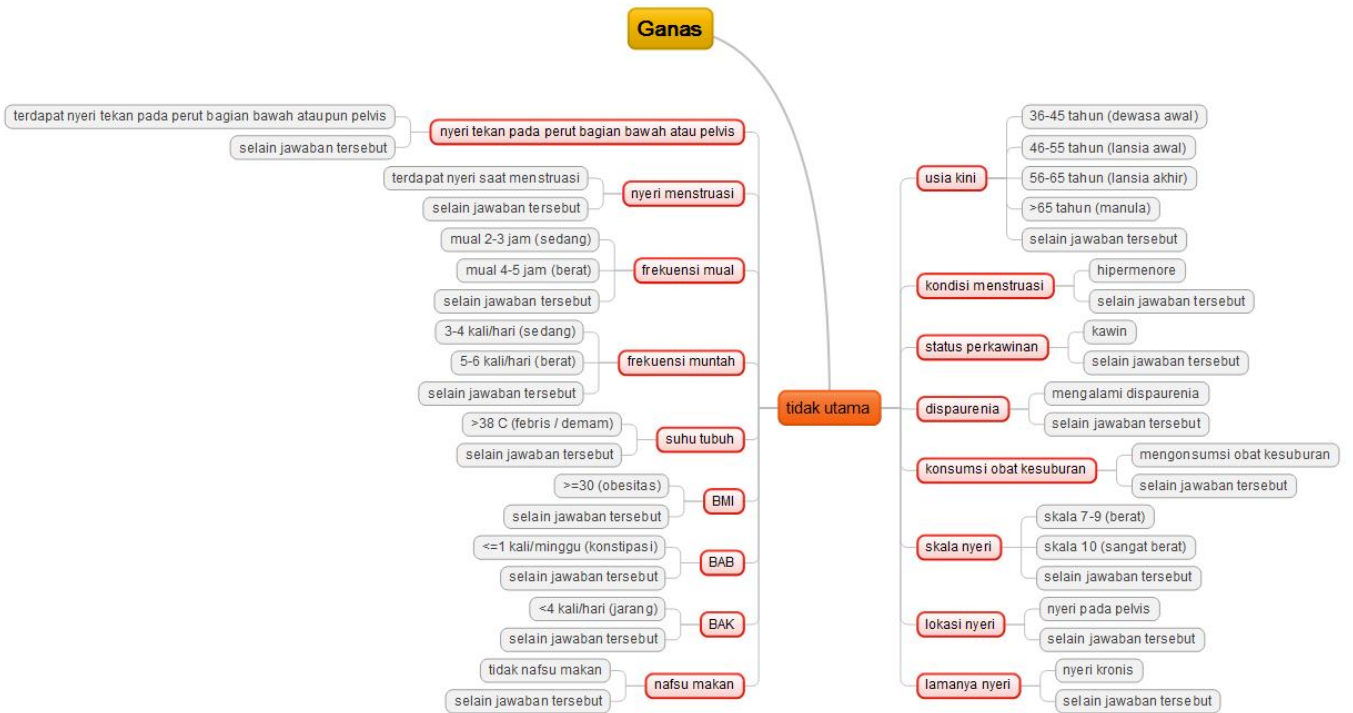 Ganas
terdapat nyeri tekan pada perut bagian bawah ataupun pelvis
selain jawaban tersebut
nyeri tekan pada perut bagian bawah atau pelvis
terdapat nyeri saat menstruasi
selain jawaban tersebut
nyeri menstruasi
mual 2-3 jam (sedang)
mual 4-5 jam (berat)
selain jawaban tersebut
frekuensi mual
3-4 kali/hari (sedang)
5-6 kali/hari (berat)
selain jawaban tersebut
frekuensi muntah
>38 C (febris / demam)
selain jawaban tersebut
suhu tubuh
>=30 (obesitas)
selain jawaban tersebut
BMI
<=1 kali/minggu (konstipasi)
selain jawaban tersebut
BAB
<4 kali/hari (jarang)
selain jawaban tersebut
BAK
tidak nafsu makan
selain jawaban tersebut
nafsu makan
tidak utama
usia kini
36-45 tahun (dewasa awal)
46-55 tahun (lansia awal)
56-65 tahun (lansia akhir)
>65 tahun (manula)
selain jawaban tersebut
kondisi menstruasi
hipermenore
selain jawaban tersebut
status perkawinan
kawin
selain jawaban tersebut
dispaurenia
mengalami dispaurenia
selain jawaban tersebut
konsumsi obat kesuburan
mengonsumsi obat kesuburan
selain jawaban tersebut
skala nyeri
skala 7-9 (berat)
skala 10 (sangat berat)
selain jawaban tersebut
lokasi nyeri
nyeri pada pelvis
selain jawaban tersebut
lamanya nyeri
nyeri kronis
selain jawaban tersebut